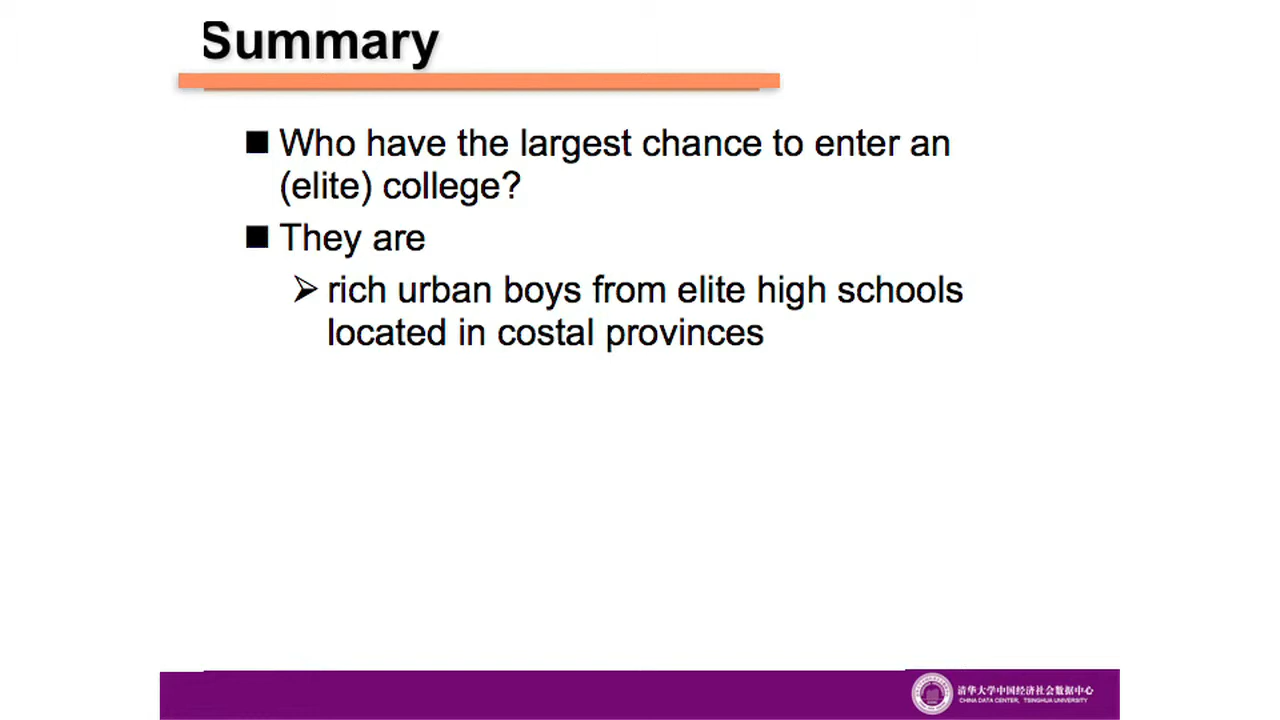 Summary
■ Who have the largest chance to enter an
(elite) college?
■ They are
➢ rich urban boys from elite high schools
located in costal provinces
清华大学中国经济社会数据中心
CHINA DATA CENTER, TSINGHUA UNIVERSITY